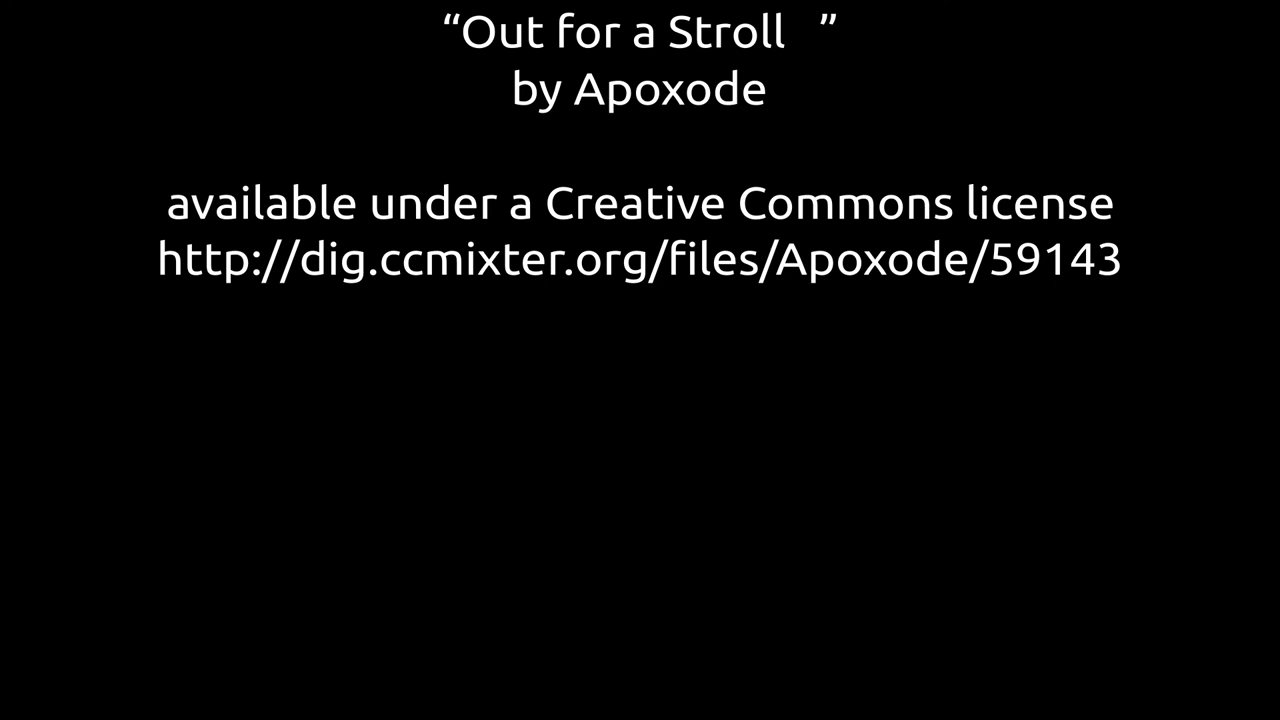 “Out for a Stroll ”
by Apoxode
available under a Creative Commons license
http://dig.ccmixter.org/files/Apoxode/59143